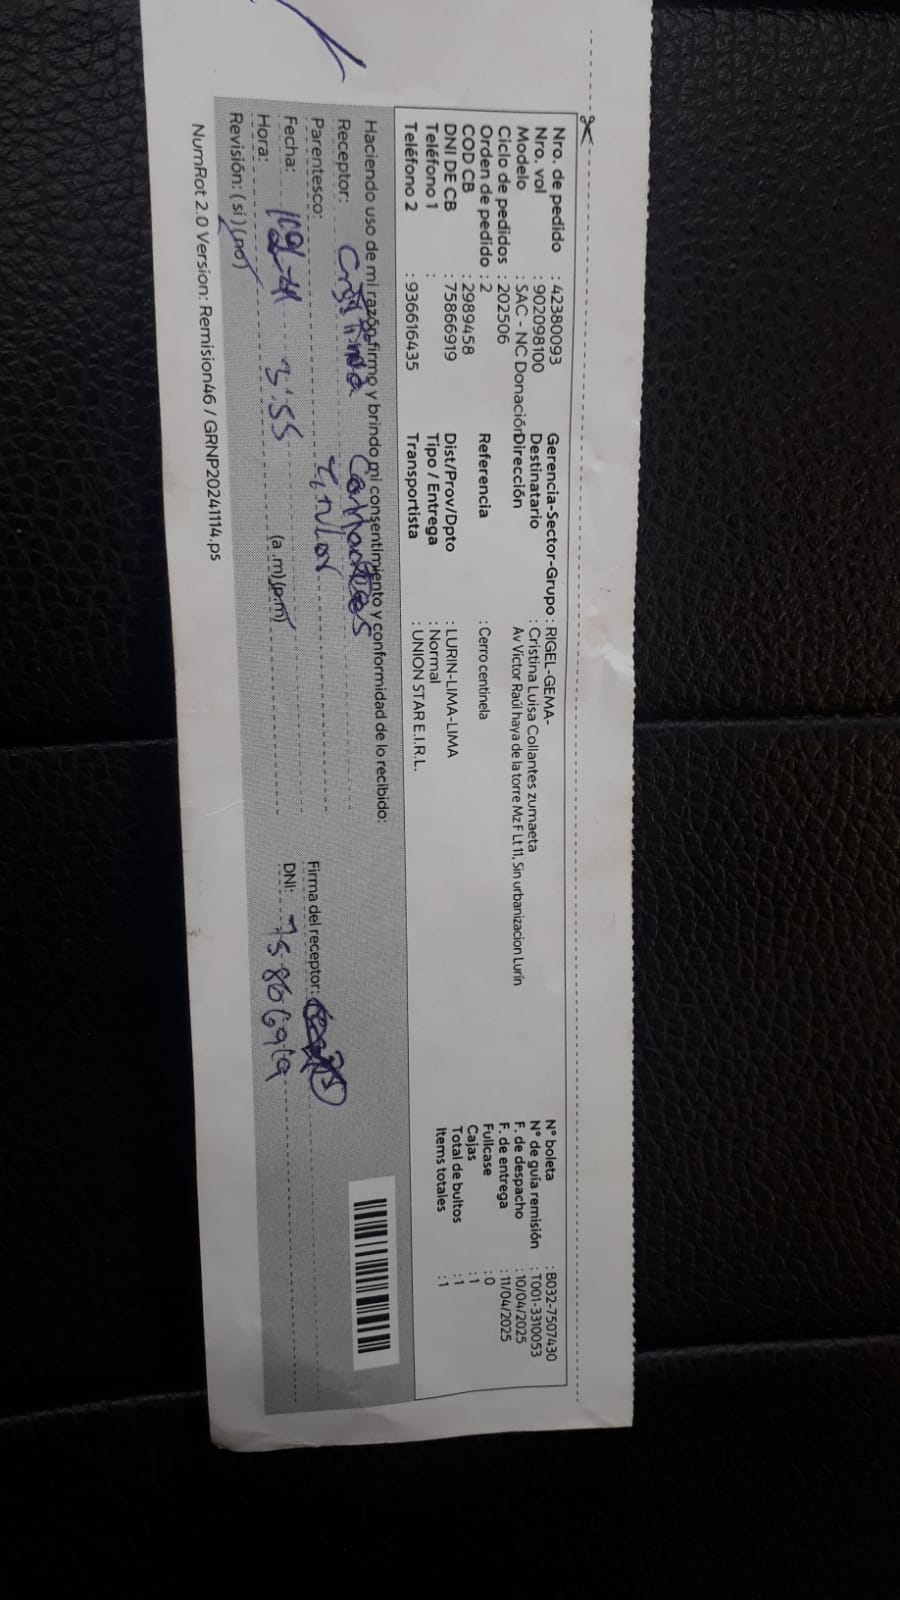 Nro. de pedido : 42380093
Nro. vol : 902098100
Modelo : SAC - NC Donación
Ciclo de pedidos : 202506
Orden de pedido : 2
COD CB : 2989458
DNI DE CB : 75866919
Teléfono 1 :
Teléfono 2 : 936616435
Gerencia-Sector-Grupo : RIGEL-GEMA-
Destinatario : Cristina Luisa Collantes zumaeta
Dirección Av Victor Raúl haya de la torre Mz F Lt 11, Sin urbanizacion Lurin
Referencia : Cerro centinela
Dist/Prov/Dpto : LURIN-LIMA-LIMA
Tipo / Entrega : Normal
Transportista : UNION STAR E.I.R.L.
N° boleta : B032-7507430
N° de guia remisión : T001-3310053
F. de despacho : 10/04/2025
F. de entrega : 11/04/2025
Fullcase : 0
Cajas : 1
Total de bultos : 1
Items totales : 1
Haciendo uso de mi razón firmo y brindo mi consentimiento y conformidad de lo recibido:
Receptor: Cristina Collantes
Parentesco: titular
Firma del receptor:
Fecha:
DNI: 75866919
Hora: 3:55 (a.m)(p.m)
Revisión: (si)(no)
NumRot 2.0 Version: Remision46 / GRNP20241114.ps